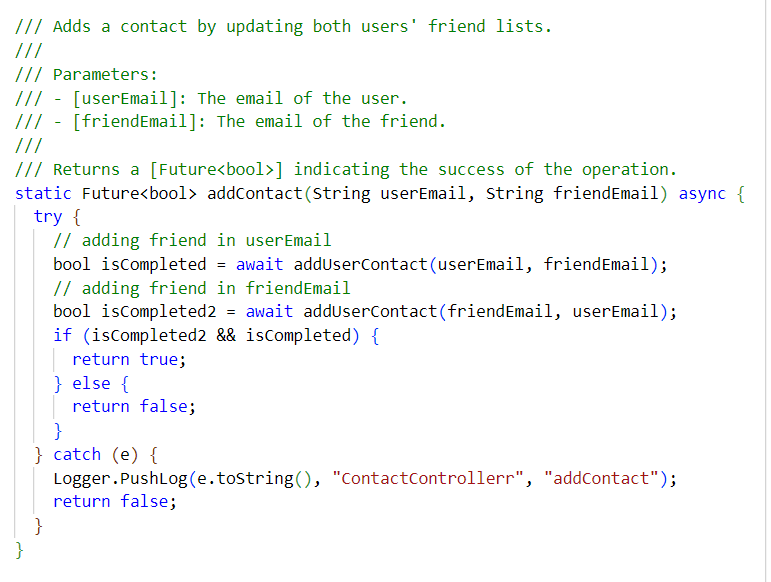 /// Adds a contact by updating both users' friend lists.
///
/// Parameters:
/// - [userEmail]: The email of the user.
/// - [friendEmail]: The email of the friend.
///
/// Returns a [Future<bool>] indicating the success of the operation.
static Future<bool> addContact(String userEmail, String friendEmail) async {
  try {
    // adding friend in userEmail
    bool isCompleted = await addUserContact(userEmail, friendEmail);
    // adding friend in friendEmail
    bool isCompleted2 = await addUserContact(friendEmail, userEmail);
    if (isCompleted2 && isCompleted) {
      return true;
    } else {
      return false;
    }
  } catch (e) {
    Logger.PushLog(e.toString(), "ContactControllerr", "addContact");
    return false;
  }
}